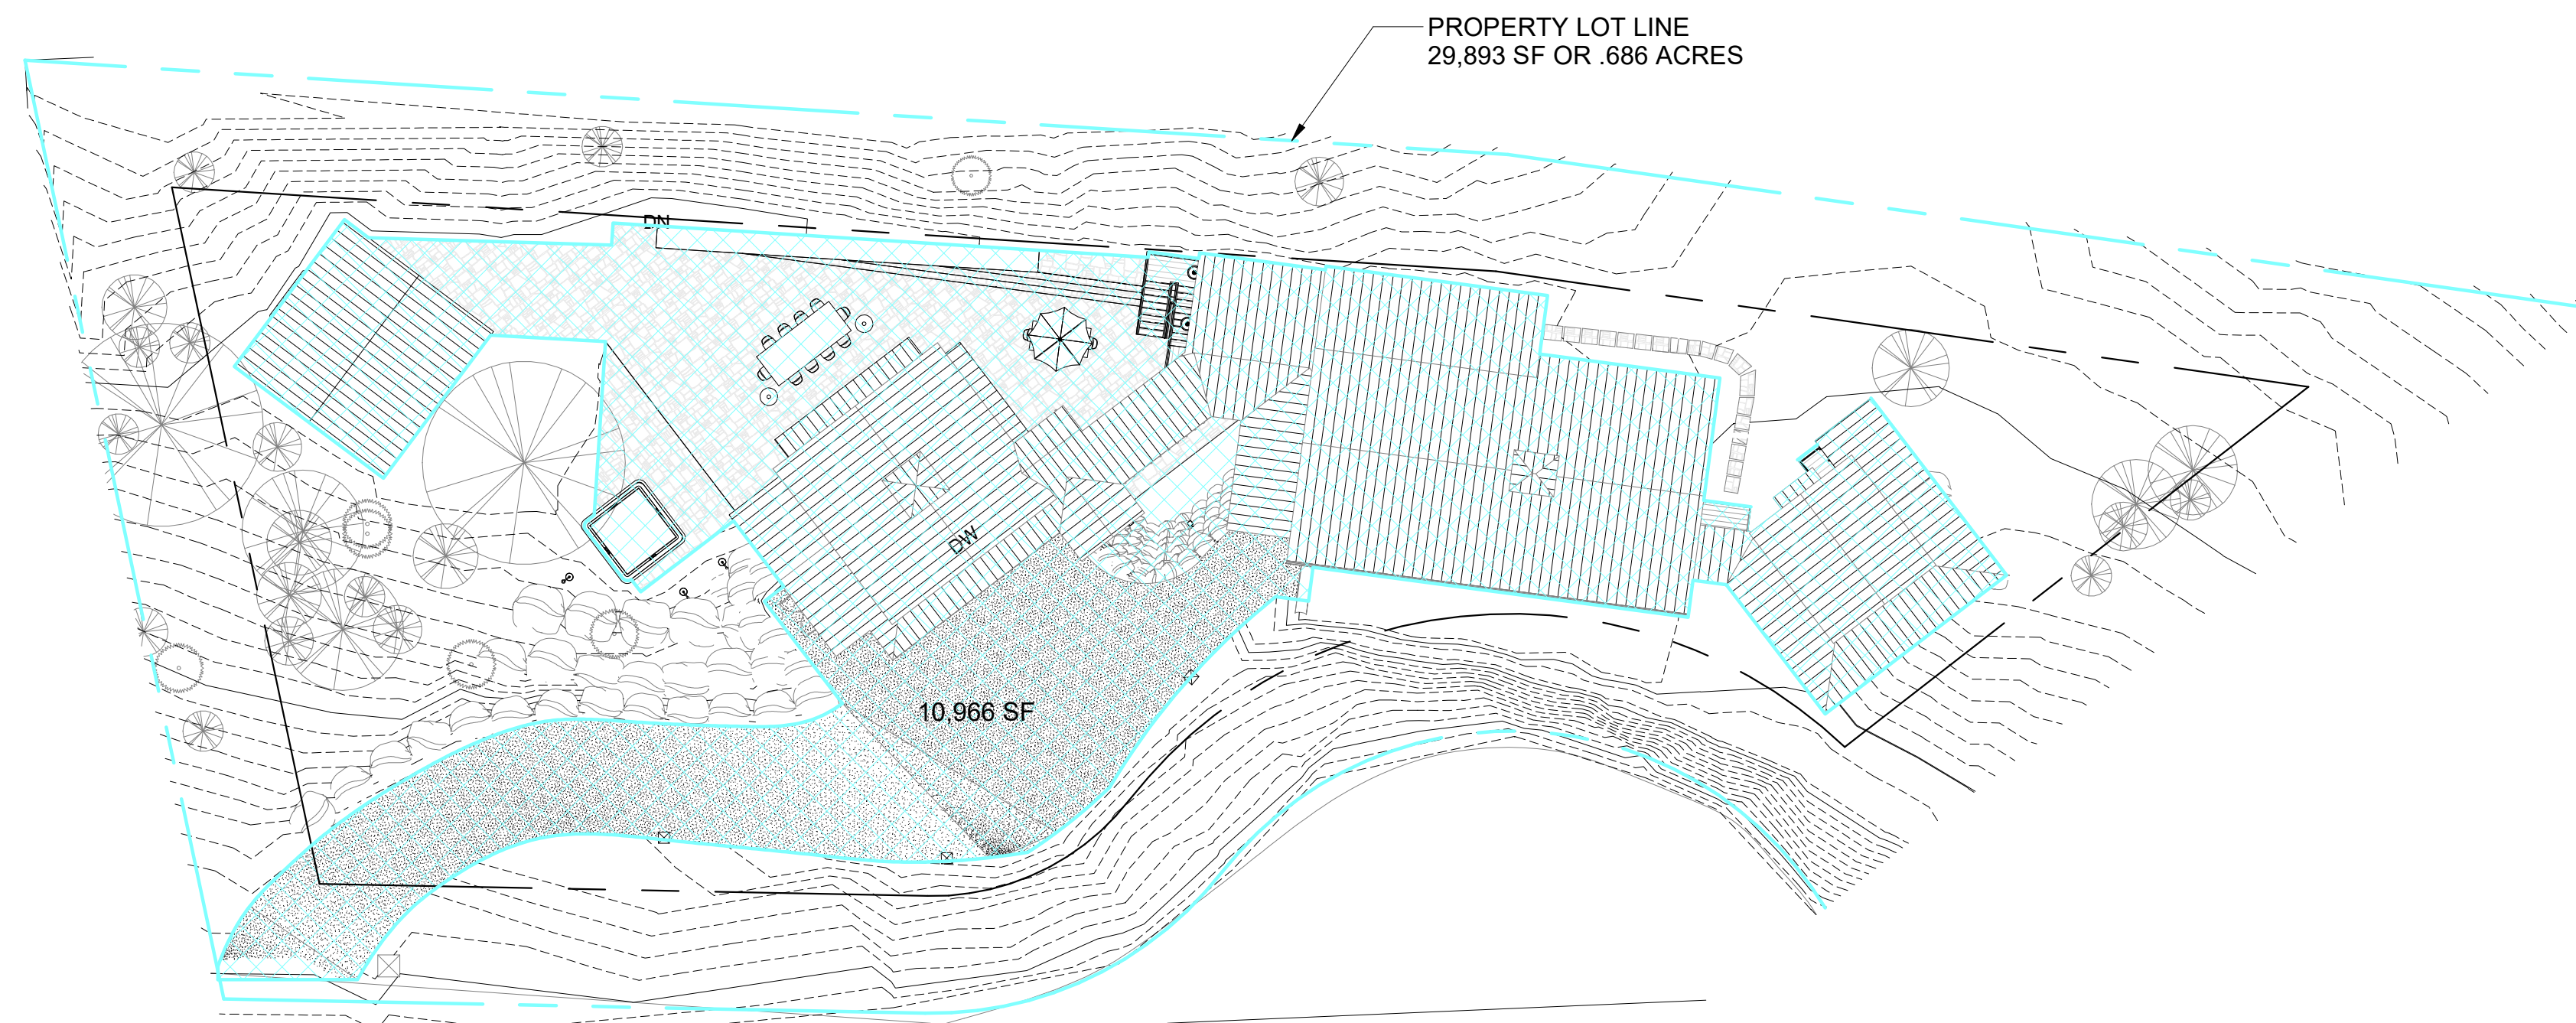 PROPERTY LOT LINE
29,893 SF OR .686 ACRES
DN
DW
10,966 SF